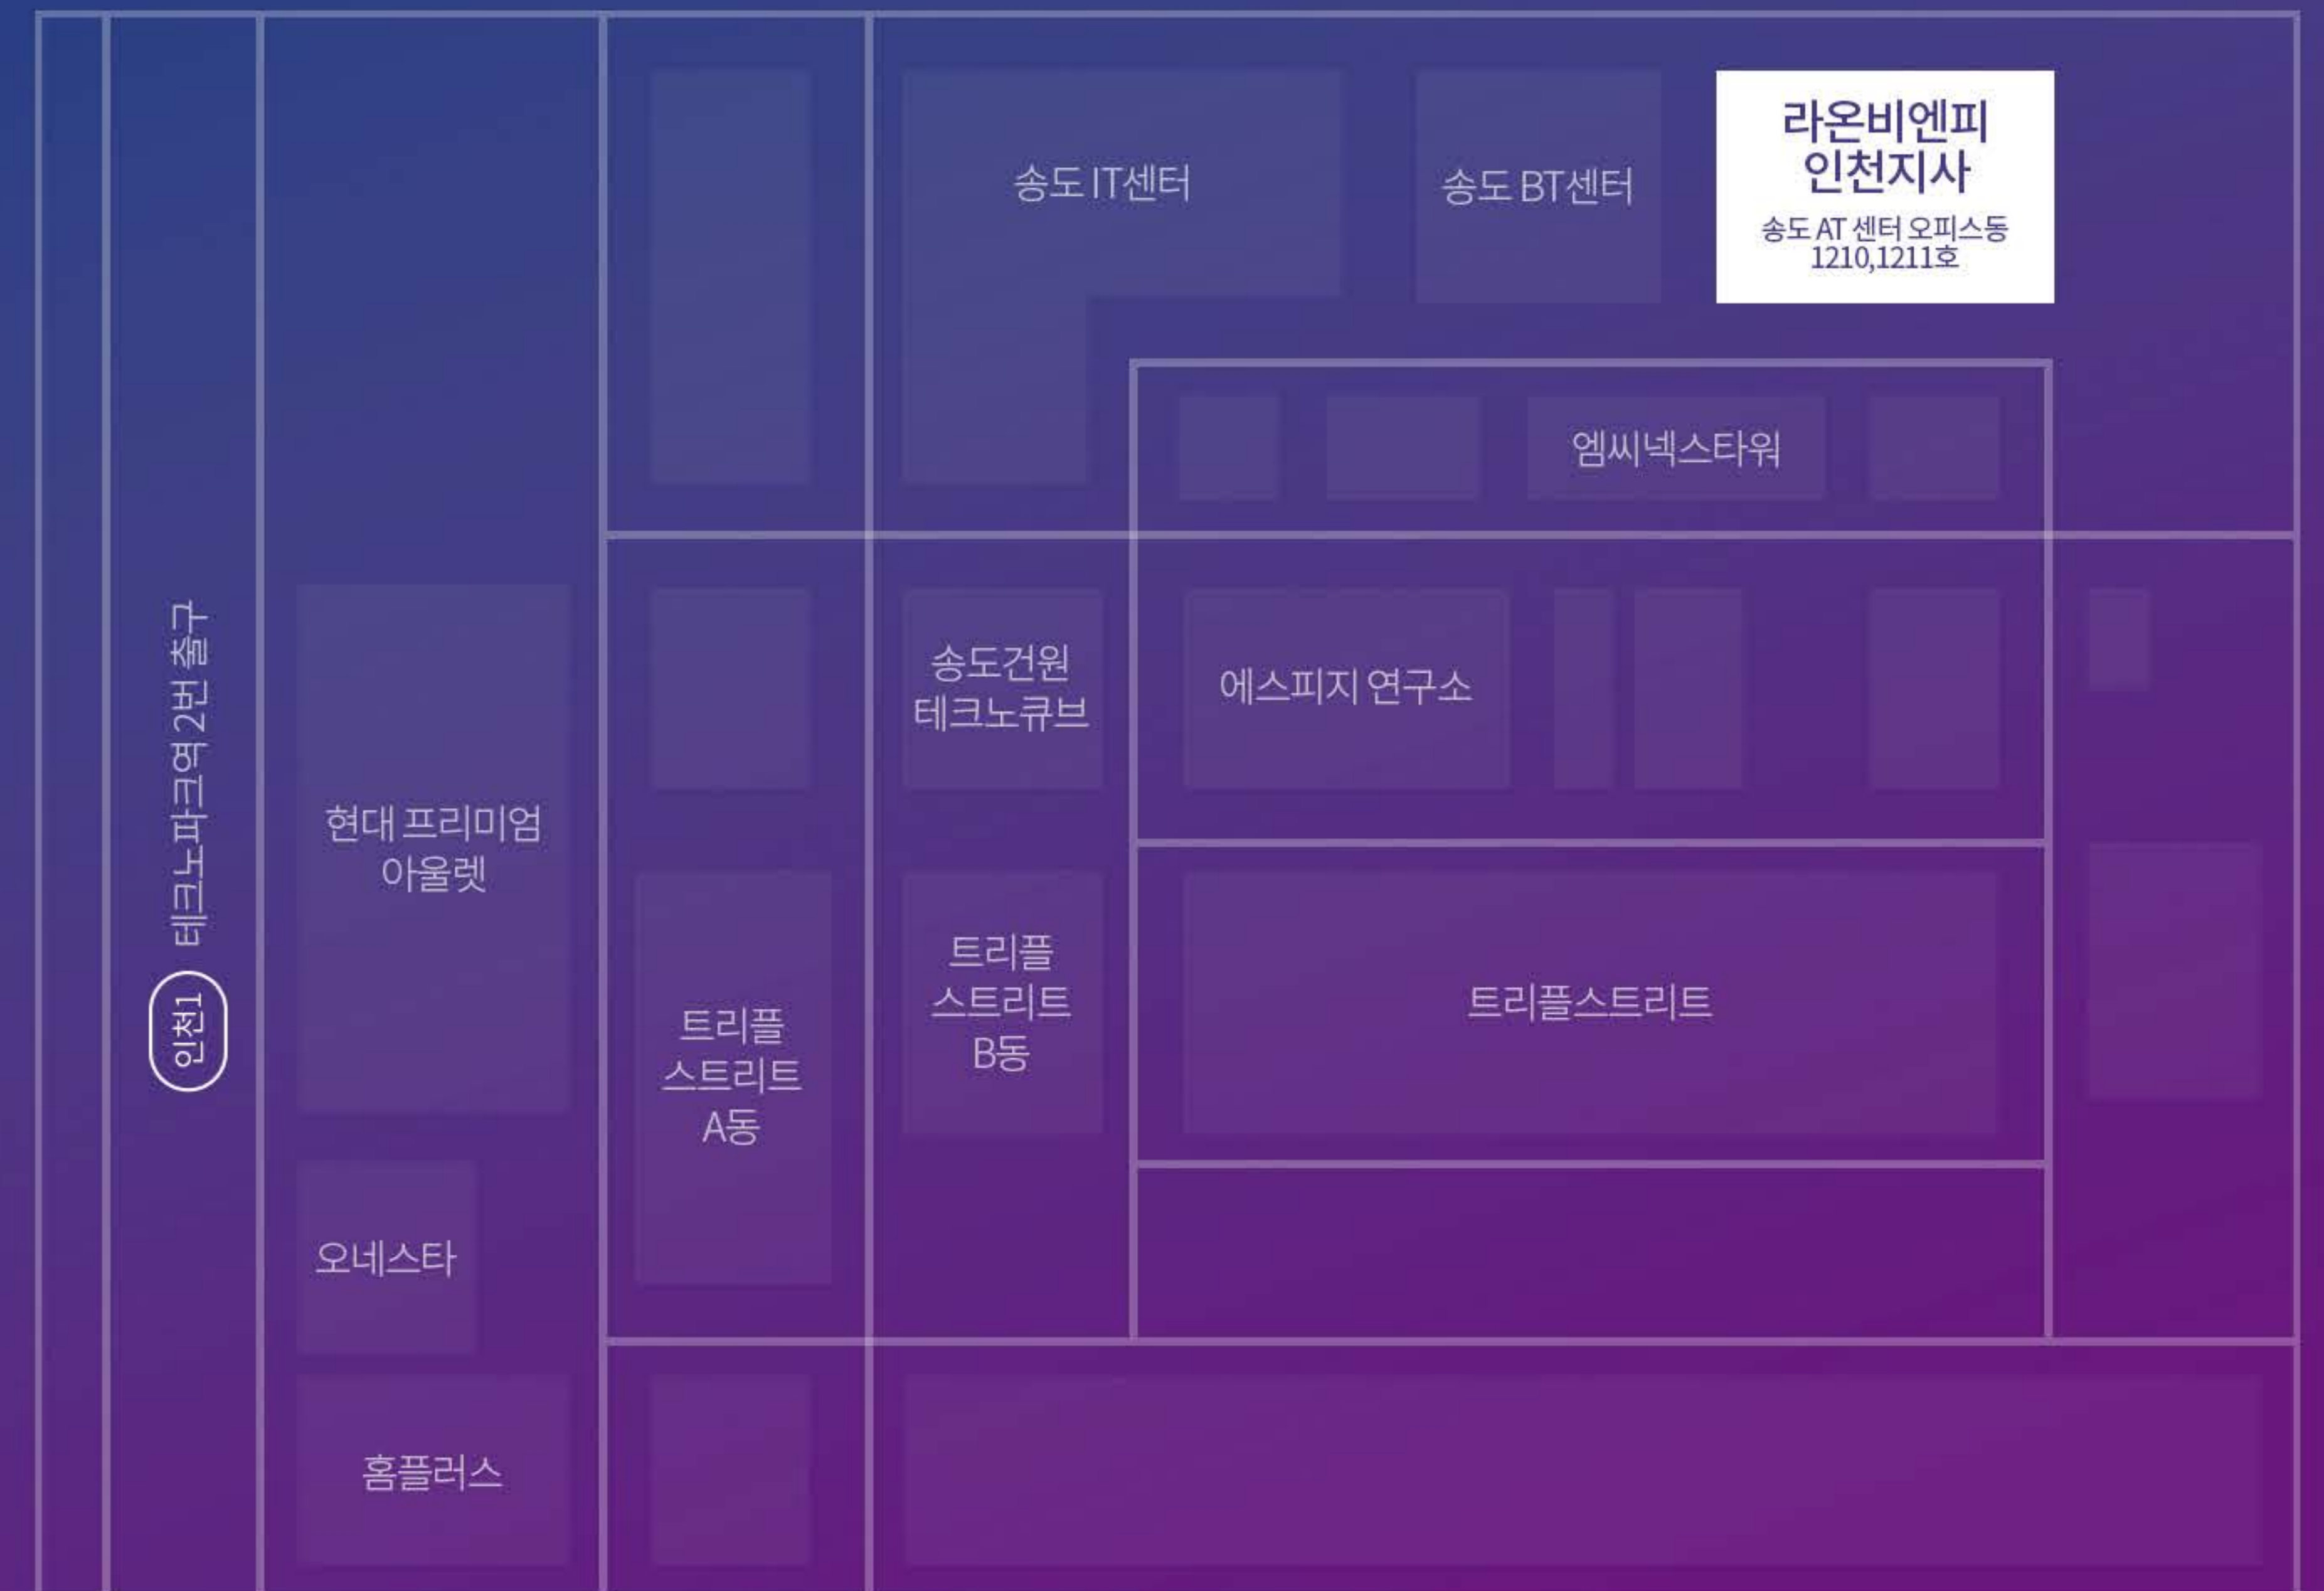 라온비엔피
인천지사
송도 AT 센터 오피스동
1210,1211호
송도 IT센터
송도 BT센터
엠씨넥스타워
인천1 테크노파크역 2번 출구
현대 프리미엄
아울렛
송도건원
테크노큐브
에스피지 연구소
트리플
스트리트
A동
트리플
스트리트
B동
트리플스트리트
오네스타
홈플러스